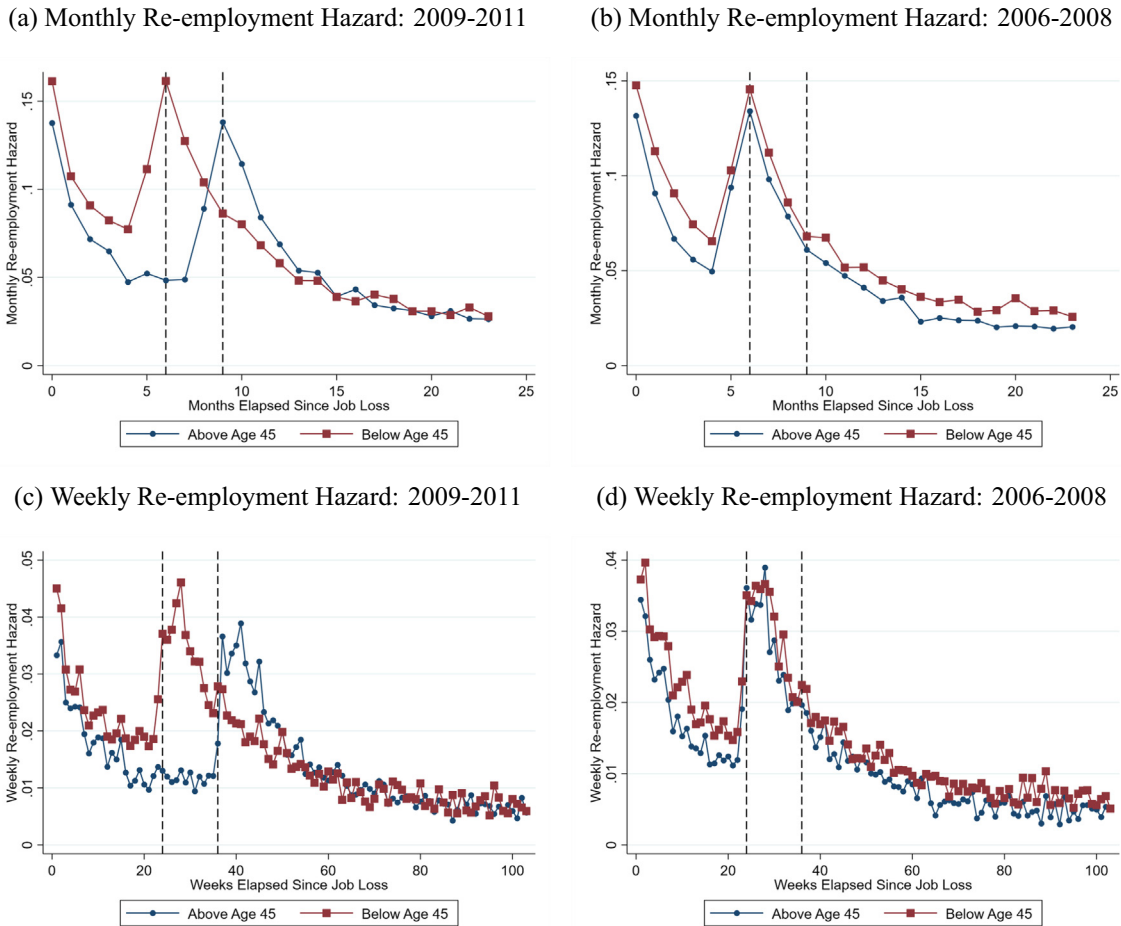 (a) Monthly Re-employment Hazard: 2009-2011
Monthly Re-employment Hazard
.15
.1
.05
0
0 5 10 15 20 25
Months Elapsed Since Job Loss
Above Age 45 Below Age 45
(b) Monthly Re-employment Hazard: 2006-2008
Monthly Re-employment Hazard
.15
.1
.05
0
0 5 10 15 20 25
Months Elapsed Since Job Loss
Above Age 45 Below Age 45
(c) Weekly Re-employment Hazard: 2009-2011
Weekly Re-employment Hazard
.05
.04
.03
.02
.01
0
0 20 40 60 80 100
Weeks Elapsed Since Job Loss
Above Age 45 Below Age 45
(d) Weekly Re-employment Hazard: 2006-2008
Weekly Re-employment Hazard
.04
.03
.02
.01
0
0 20 40 60 80 100
Weeks Elapsed Since Job Loss
Above Age 45 Below Age 45